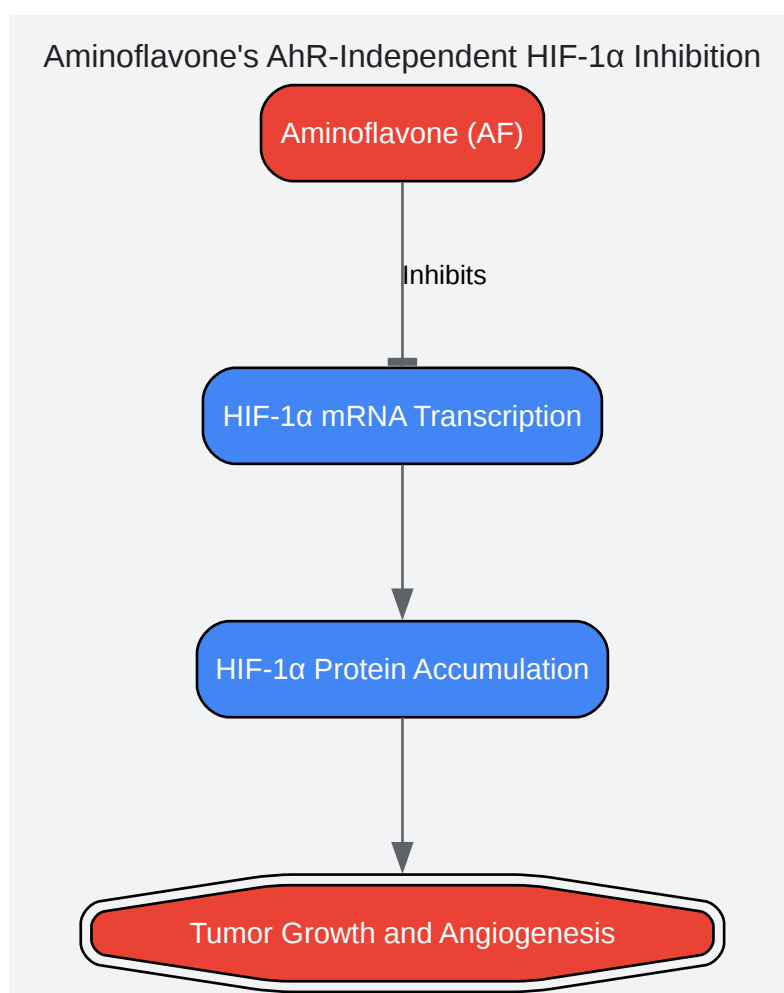 Aminoflavone's AhR-Independent HIF-1α Inhibition
Aminoflavone (AF)
Inhibits
HIF-1α mRNA Transcription
HIF-1α Protein Accumulation
Tumor Growth and Angiogenesis